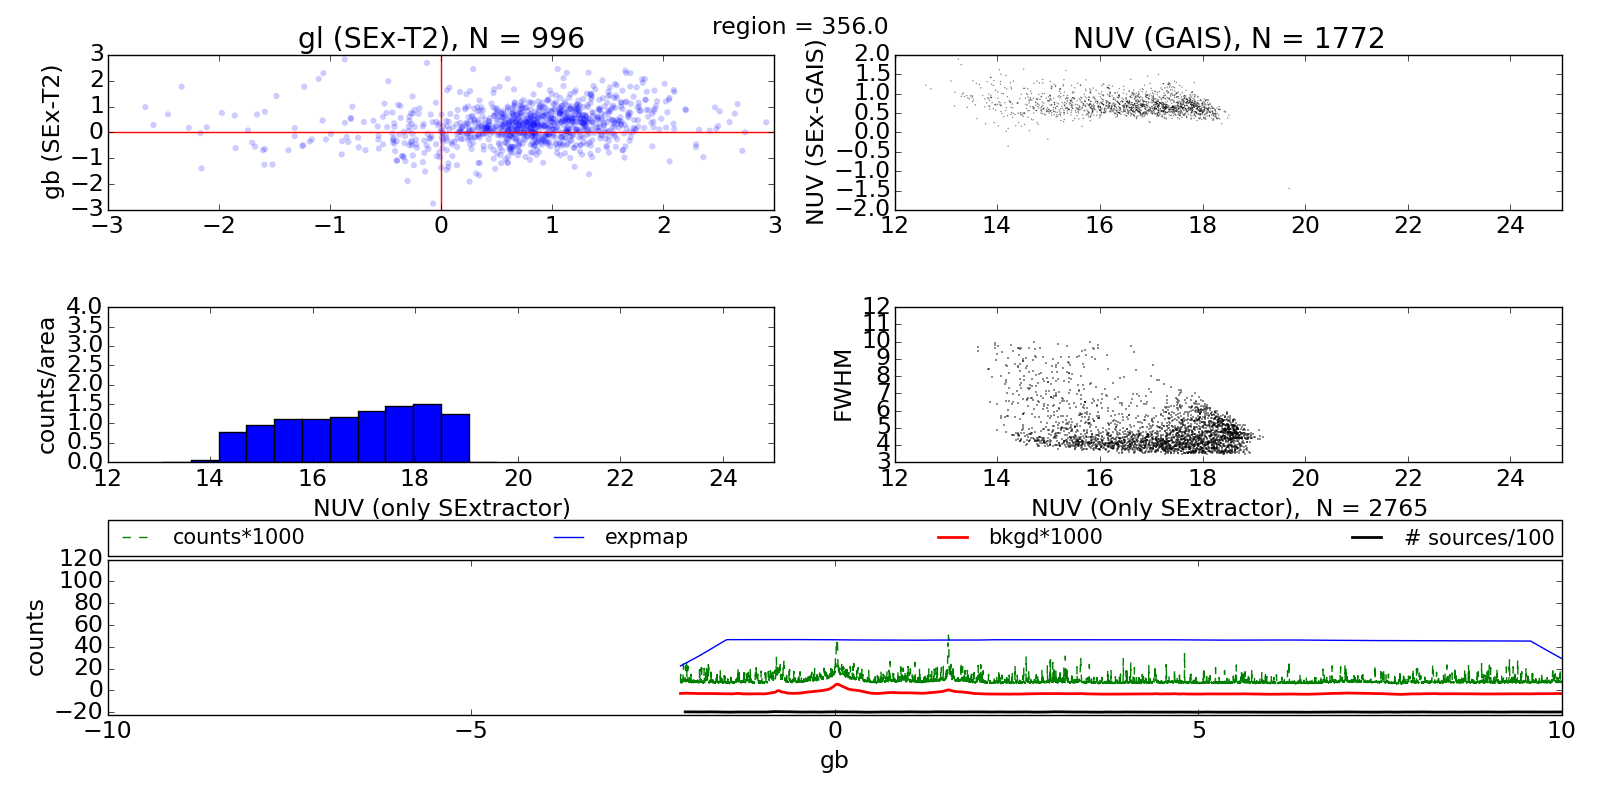 region = 356.0
gl (SEx-T2), N = 996
NUV (GAIS), N = 1772
gb (SEx-T2)
3
2
1
0
−1
−2
−3
−3 −2 −1 0 1 2 3
NUV (SEx-GAIS)
2.0
1.5
1.0
0.5
0.0
−0.5
−1.0
−1.5
−2.0
12 14 16 18 20 22 24
counts/area
4.0
3.5
3.0
2.5
2.0
1.5
1.0
0.5
0.0
12 14 16 18 20 22 24
NUV (only SExtractor)
FWHM
12
11
10
9
8
7
6
5
4
3
12 14 16 18 20 22 24
NUV (Only SExtractor), N = 2765
counts*1000 expmap bkgd*1000 # sources/100
counts
120
100
80
60
40
20
0
−20
−10 −5 0 5 10
gb